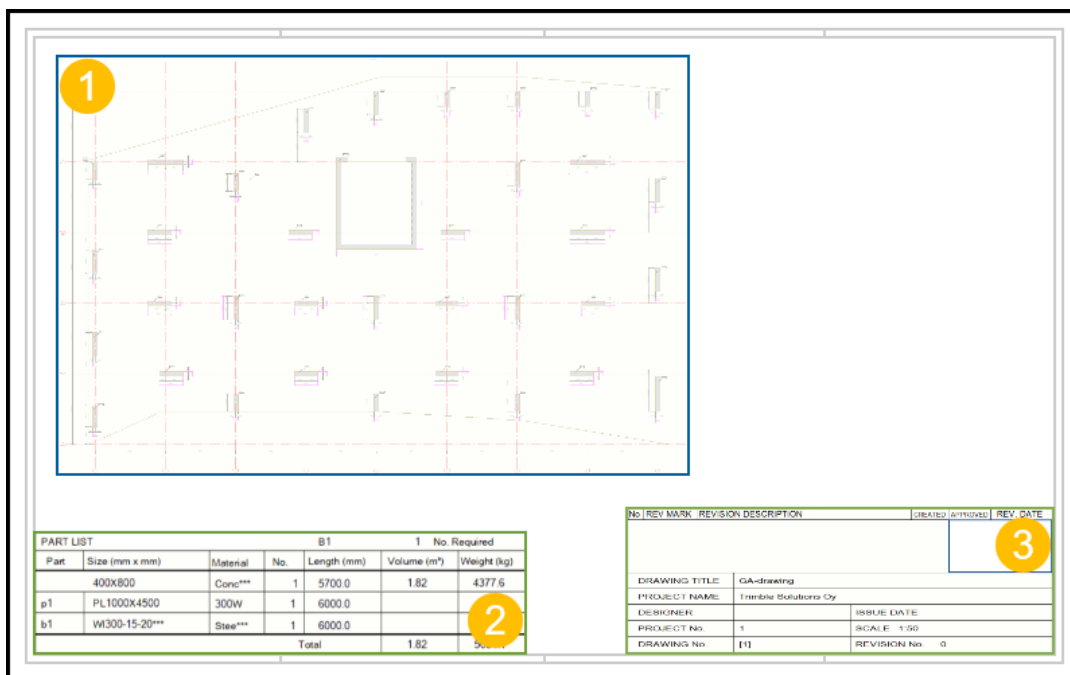 1
PART LIST B1 1 No. Required
Part Size (mm x mm) Material No. Length (mm) Volume (m³) Weight (kg)
400X800 Conc*** 1 5700.0 1.82 4377.6
p1 PL1000X4500 300W 1 6000.0
b1 WI300-15-20*** Stee*** 1 6000.0
2
Total 1.82
No REV MARK REVISION DESCRIPTION CREATED APPROVED REV. DATE
3
DRAWING TITLE GA-drawing
PROJECT NAME Trimble Solutions Oy
DESIGNER ISSUE DATE
PROJECT No. 1 SCALE 1:50
DRAWING No [1] REVISION No. 0